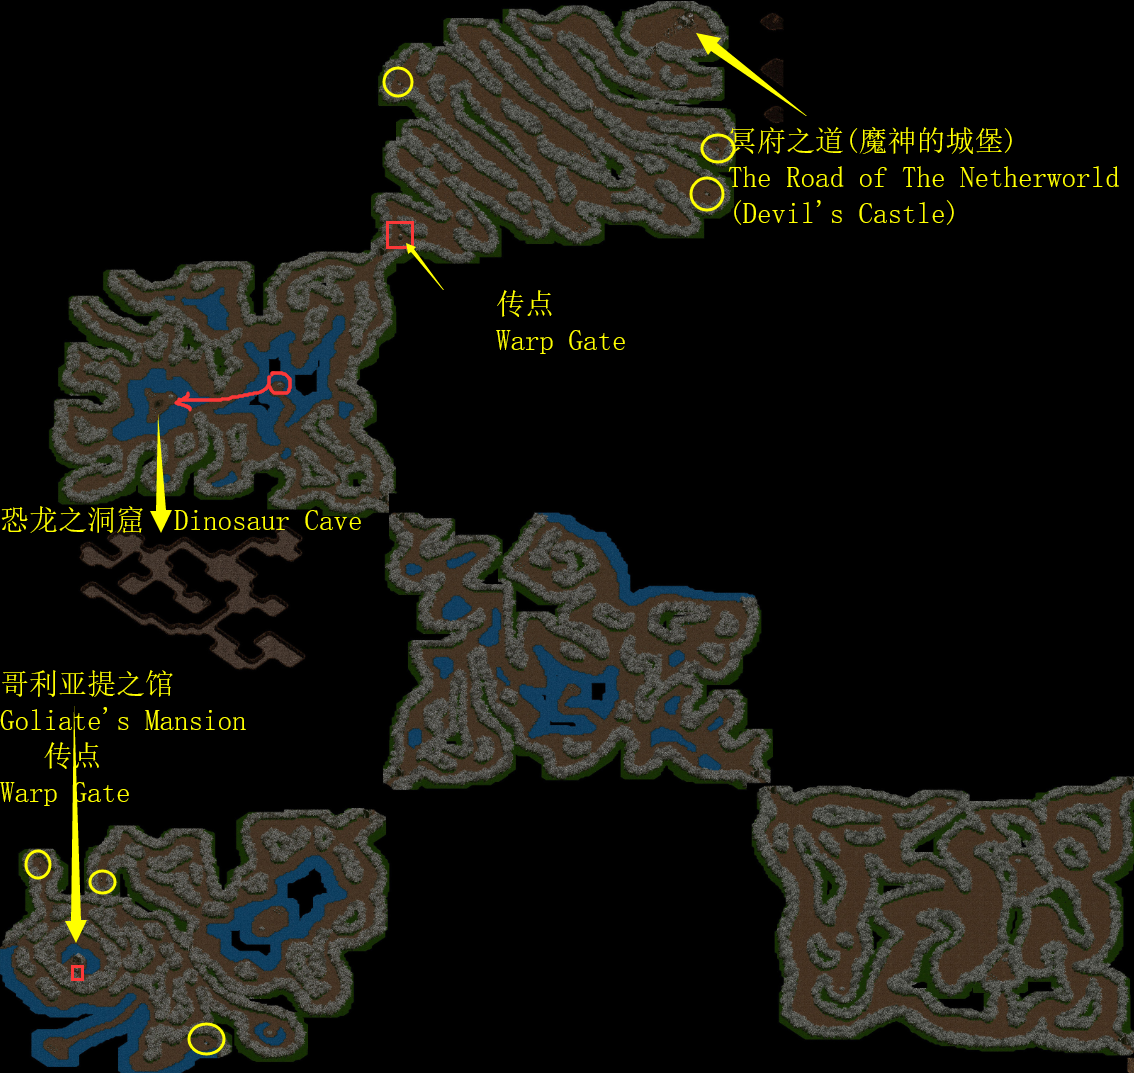 冥府之道(魔神的城堡)
The Road of The Netherworld
(Devil's Castle)
传点
Warp Gate
恐龙之洞窟 Dinosaur Cave
哥利亚提之馆
Goliate's Mansion
传点
Warp Gate